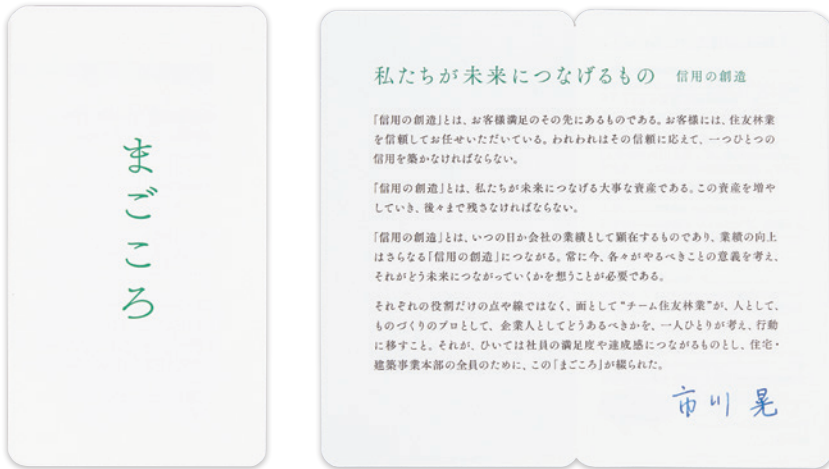 まごころ
私たちが未来につなげるもの 信用の創造
「信用の創造」とは、お客様満足のその先にあるものである。お客様には、住友林業
を信頼してお任せいただいている。われわれはその信頼に応えて、一つひとつの
信用を築かなければならない。
「信用の創造」とは、私たちが未来につなげる大事な資産である。この資産を増や
していき、後々まで残さなければならない。
「信用の創造」とは、いつの日か会社の業績として顕在するものであり、業績の向上
はさらなる「信用の創造」につながる。常に今、各々がやるべきことの意義を考え、
それがどう未来につながっていくかを想うことが必要である。
それぞれの役割だけの点や線ではなく、面として“チーム住友林業”が、人として、
ものづくりのプロとして、企業人としてどうあるべきかを、一人ひとりが考え、行動
に移すこと。それが、ひいては社員の満足度や達成感につながるものとし、住宅・
建築事業本部の全員のために、この「まごころ」が綴られた。
市川 晃